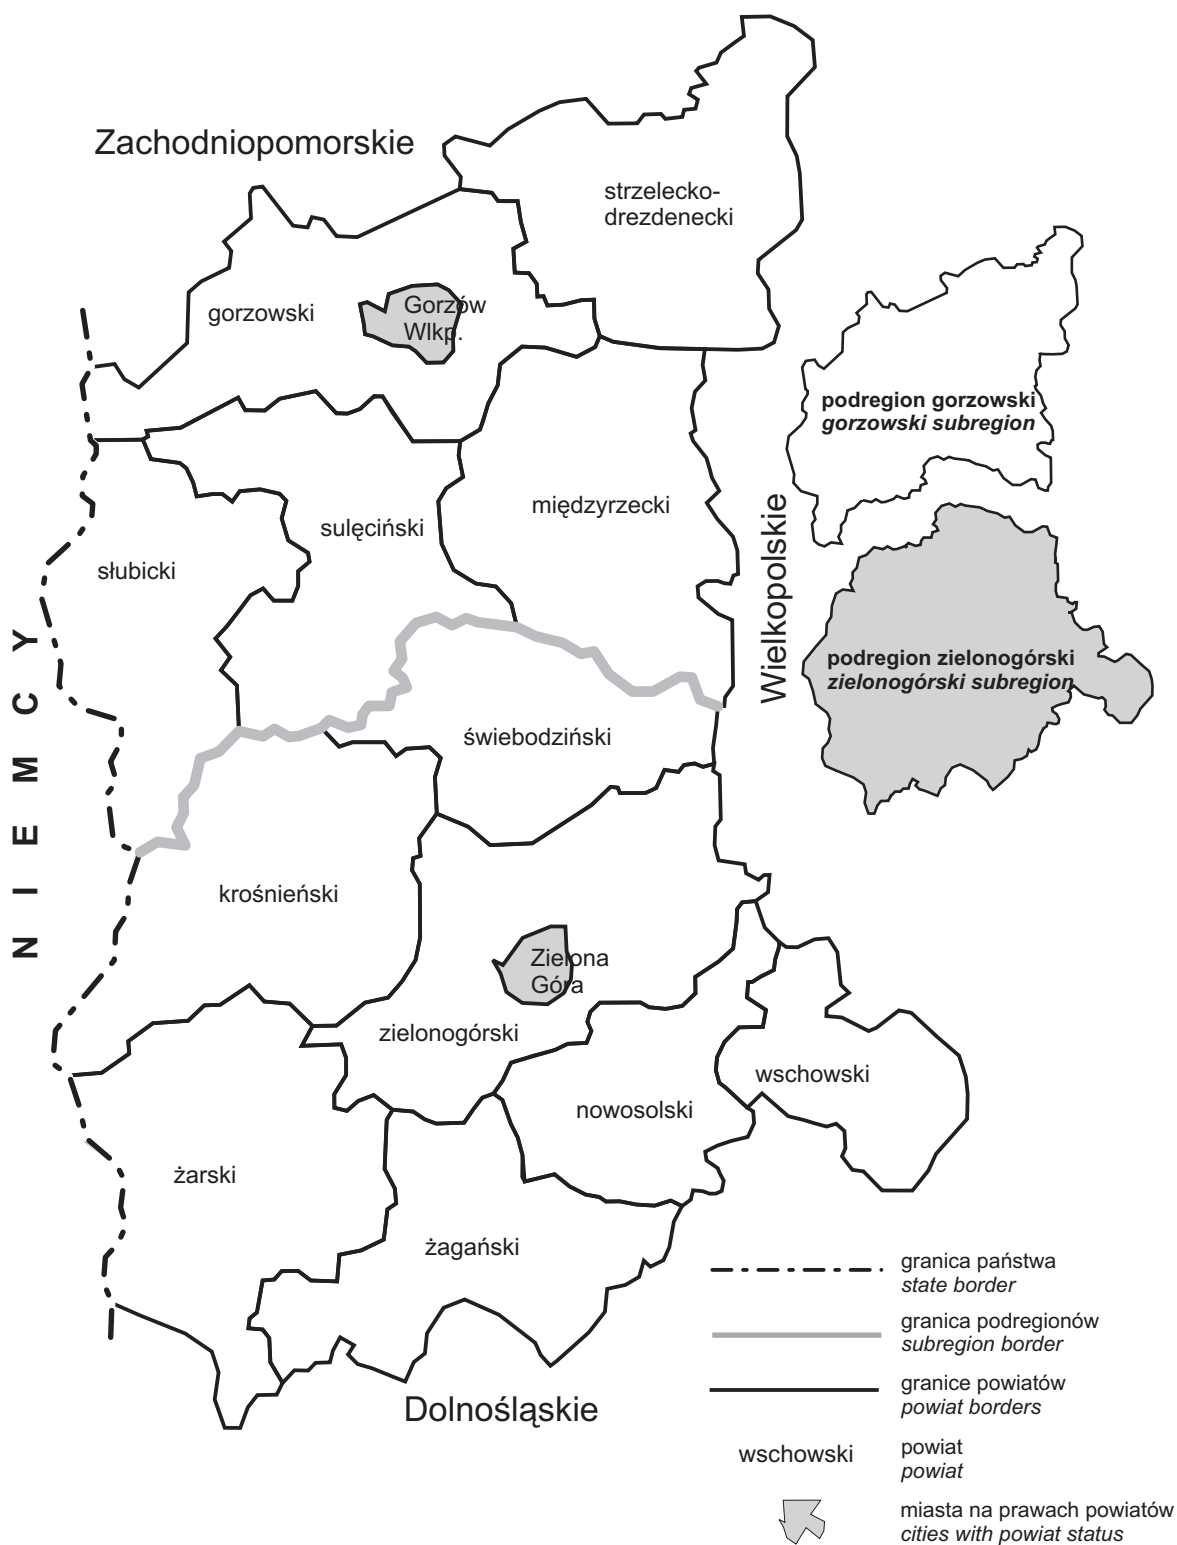 Zachodniopomorskie
strzelecko-
drezdenecki
gorzowski
Gorzów
Wlkp.
podregion gorzowski
gorzowski subregion
międzyrzecki
sulęciński
słubicki
Wielkopolskie
podregion zielonogórski
zielonogórski subregion
NIEMCY
świebodziński
krośnieński
Zielona
Góra
zielonogórski
wschowski
nowosolski
żarski
żagański
Dolnośląskie
granica państwa
state border
granica podregionów
subregion border
granice powiatów
powiat borders
wschowski
powiat
powiat
miasta na prawach powiatów
cities with powiat status